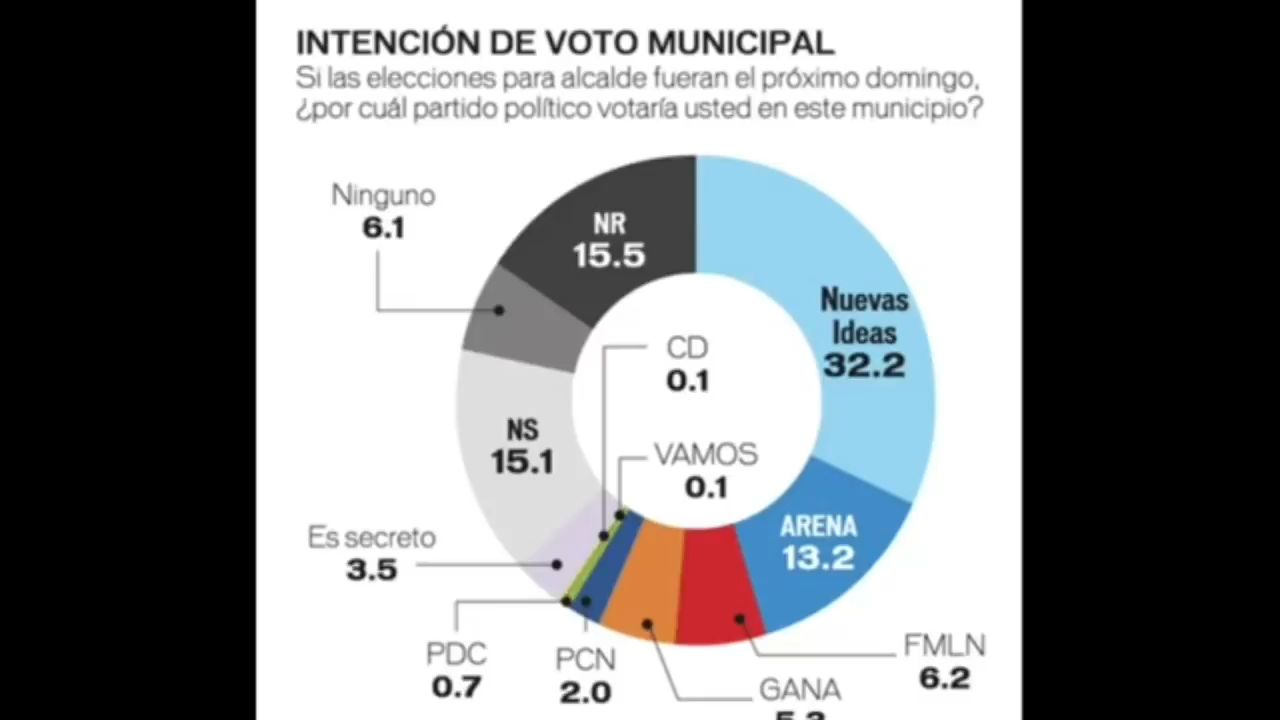 INTENCIÓN DE VOTO MUNICIPAL
Si las elecciones para alcalde fueran el próximo domingo,
¿por cuál partido político votaría usted en este municipio?
Ninguno
6.1
NR
15.5
Nuevas
Ideas
32.2
CD
0.1
NS
15.1
VAMOS
0.1
ARENA
13.2
Es secreto
3.5
PDC
0.7
PCN
2.0
GANA
5.3
FMLN
6.2